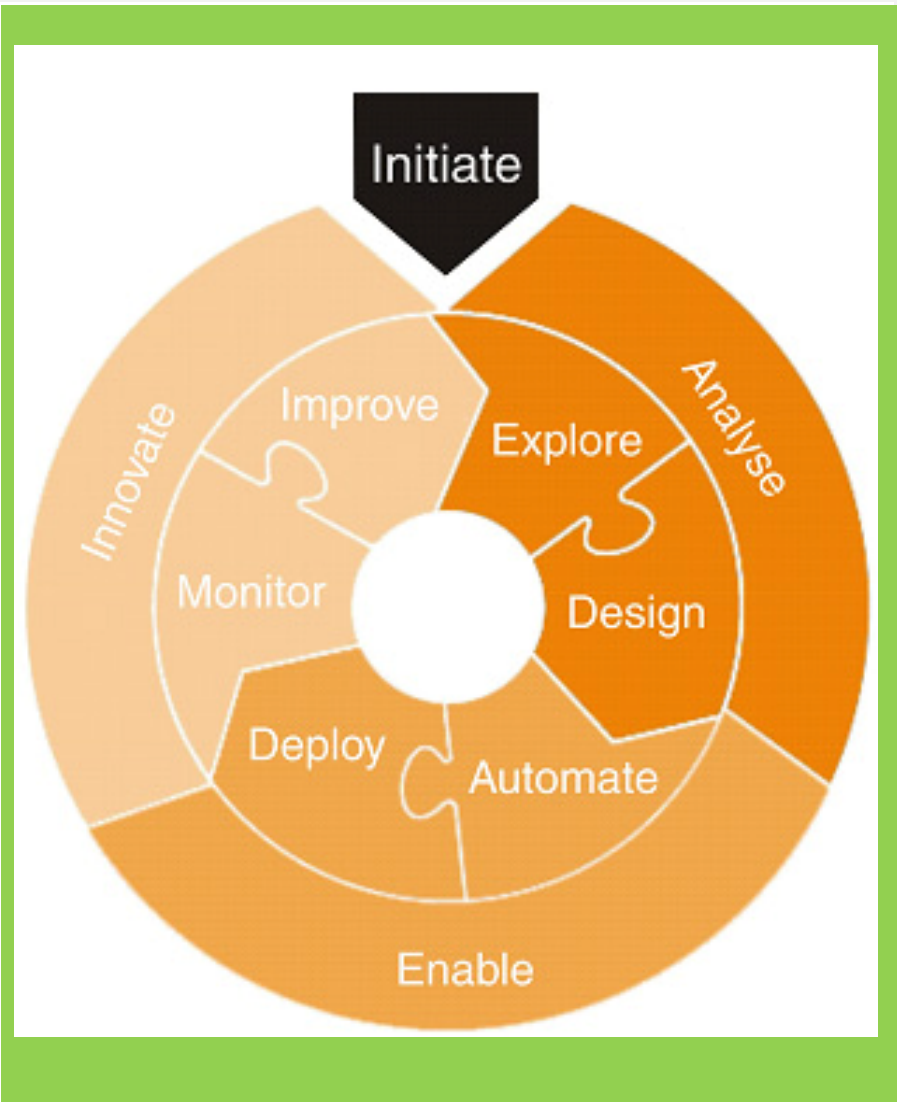 Initiate
Analyse
Explore
Design
Automate
Enable
Deploy
Monitor
Improve
Innovate